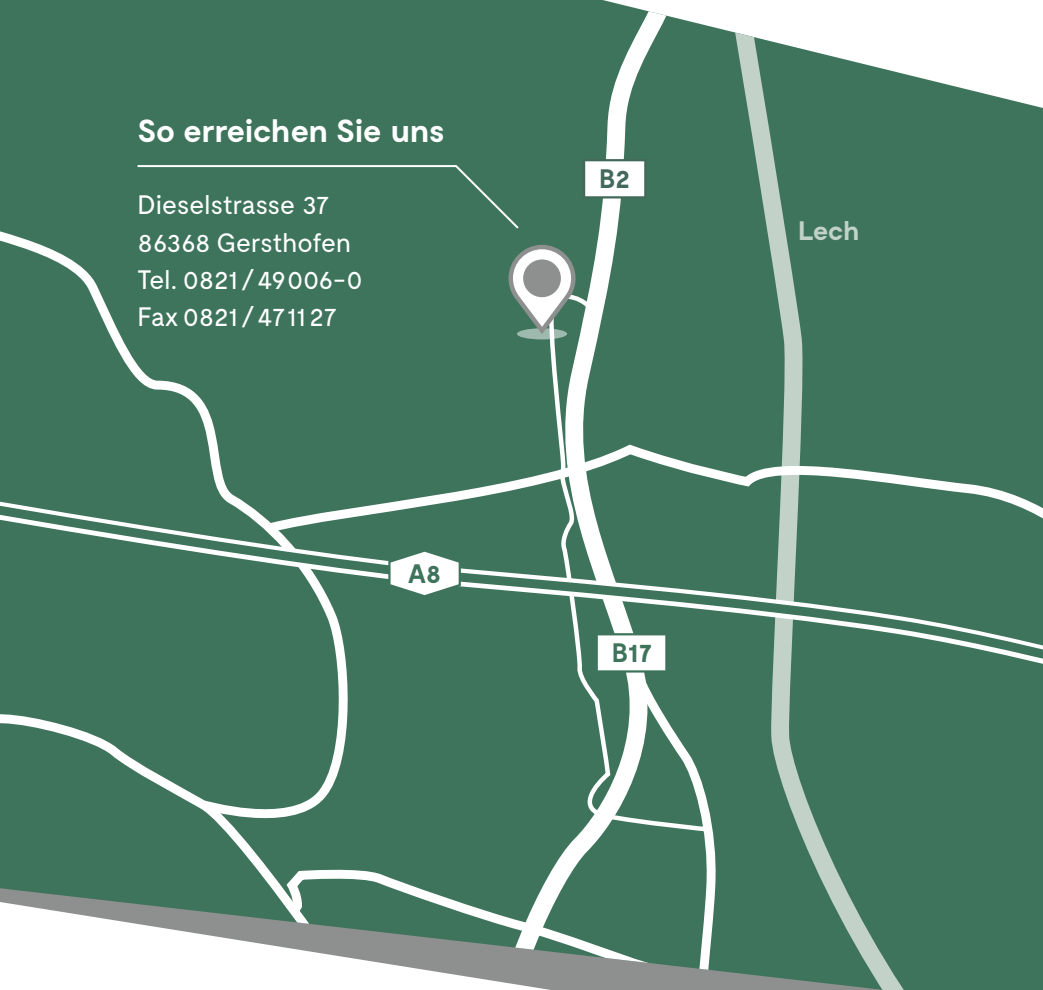 So erreichen Sie uns
Dieselstrasse 37
86368 Gersthofen
Tel. 0821/49006-0
Fax 0821/471127
B2
Lech
A8
B17